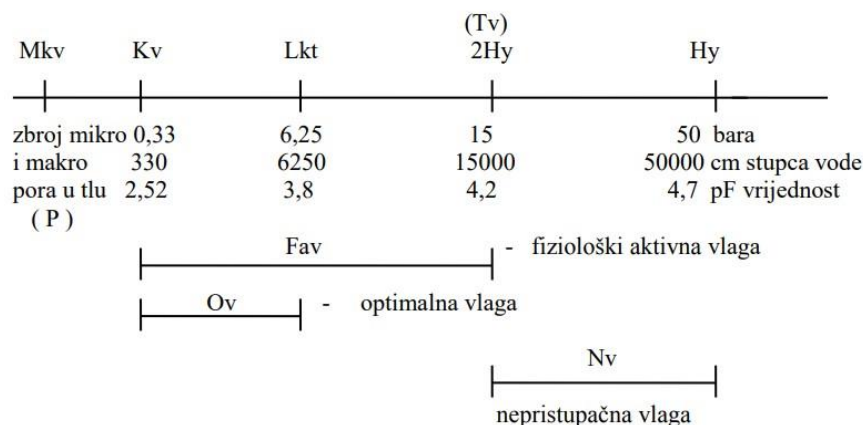 (Tv)
Mkv Kv Lkt 2Hy Hy
zbroj mikro 0,33 6,25 15 50 bara
i makro 330 6250 15000 50000 cm stupca vode
pora u tlu 2,52 3,8 4,2 4,7 pF vrijednost
( P )
Fav - fiziološki aktivna vlaga
Ov - optimalna vlaga
Nv
nepristupačna vlaga